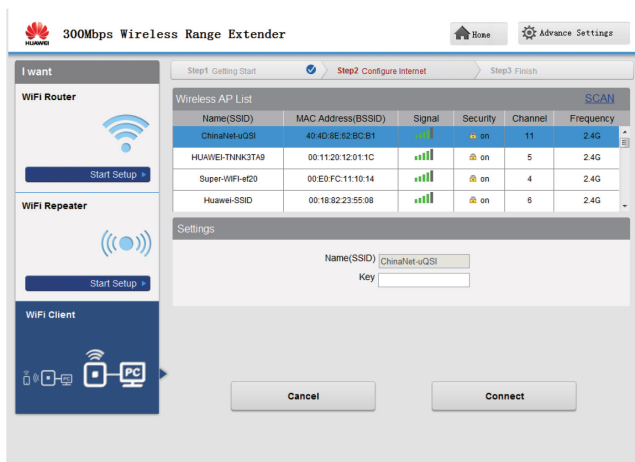 HUAWEI
300Mbps Wireless Range Extender
Home
Advance Settings
I want
Step1 Getting Start
Step2 Configure Internet
Step3 Finish
WiFi Router
Start Setup
WiFi Repeater
Start Setup
WiFi Client
PC
PC
Wireless AP List
SCAN
Name(SSID) MAC Address(BSSID) Signal Security Channel Frequency
ChinaNet-uQSI 40:4D:8E:62:BC:B1 on 11 2.4G
HUAWEI-TNNK3TA9 00:11:20:12:01:1C on 5 2.4G
Super-WIFI-ef20 00:E0:FC:11:10:14 on 4 2.4G
Huawei-SSID 00:18:82:23:55:08 on 6 2.4G
Settings
Name(SSID) ChinaNet-uQSI
Key
Cancel
Connect